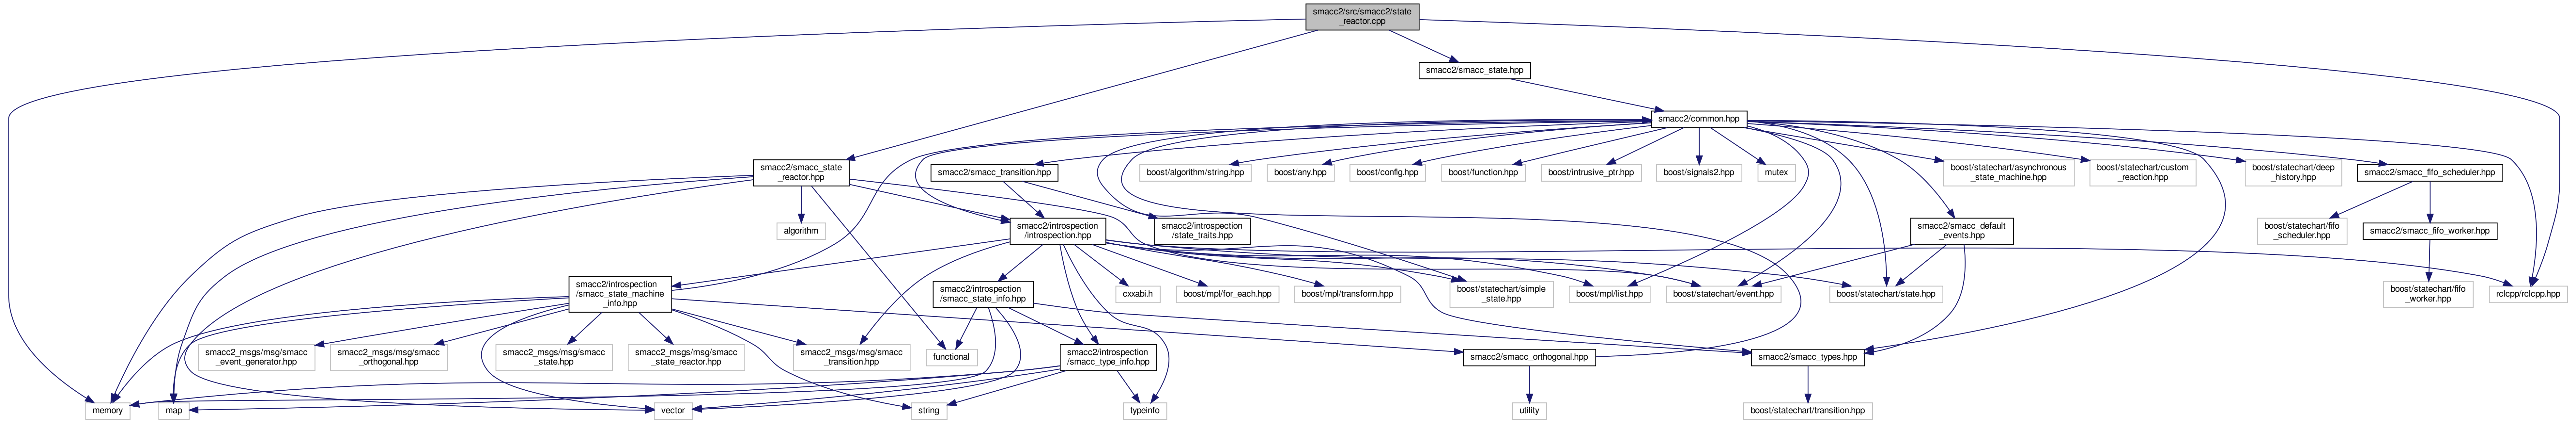 smacc2/src/smacc2/state
_reactor.cpp
smacc2/smacc_state.hpp
smacc2/common.hpp
smacc2/smacc_state
_reactor.hpp
smacc2/smacc_transition.hpp
boost/algorithm/string.hpp
boost/any.hpp
boost/config.hpp
boost/function.hpp
boost/intrusive_ptr.hpp
boost/signals2.hpp
mutex
boost/statechart/asynchronous
_state_machine.hpp
boost/statechart/custom
_reaction.hpp
boost/statechart/deep
_history.hpp
smacc2/smacc_fifo_scheduler.hpp
algorithm
smacc2/introspection
/introspection.hpp
smacc2/introspection
/state_traits.hpp
smacc2/smacc_default
_events.hpp
boost/statechart/fifo
_scheduler.hpp
smacc2/smacc_fifo_worker.hpp
smacc2/introspection
/smacc_state_machine
_info.hpp
smacc2/introspection
/smacc_state_info.hpp
cxxabi.h
boost/mpl/for_each.hpp
boost/mpl/transform.hpp
boost/statechart/simple
_state.hpp
boost/mpl/list.hpp
boost/statechart/event.hpp
boost/statechart/state.hpp
boost/statechart/fifo
_worker.hpp
rclcpp/rclcpp.hpp
smacc2_msgs/msg/smacc
_event_generator.hpp
smacc2_msgs/msg/smacc
_orthogonal.hpp
smacc2_msgs/msg/smacc
_state.hpp
smacc2_msgs/msg/smacc
_state_reactor.hpp
smacc2_msgs/msg/smacc
_transition.hpp
functional
smacc2/introspection
/smacc_type_info.hpp
smacc2/smacc_orthogonal.hpp
smacc2/smacc_types.hpp
memory
map
vector
string
typeinfo
utility
boost/statechart/transition.hpp